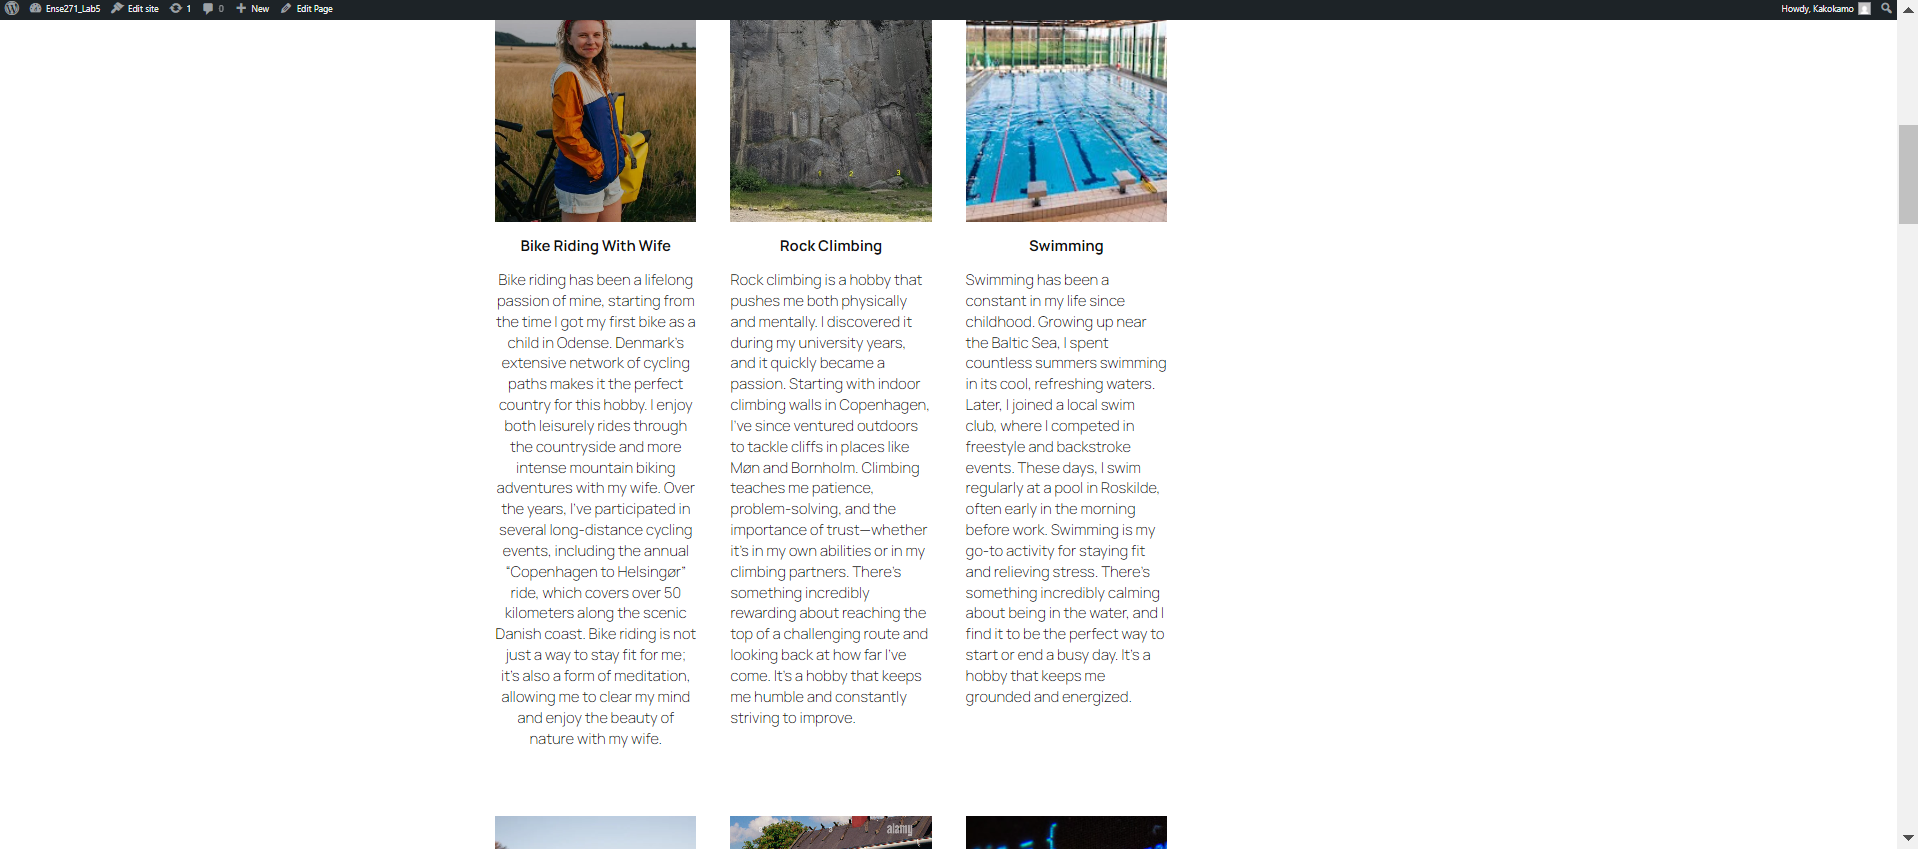 Ense271_Lab5 Edit site 1 0 New Edit Page Howdy, Kakokamo
1 2 3
Bike Riding With Wife
Bike riding has been a lifelong
passion of mine, starting from
the time I got my first bike as a
child in Odense. Denmark's
extensive network of cycling
paths makes it the perfect
country for this hobby. I enjoy
both leisurely rides through
the countryside and more
intense mountain biking
adventures with my wife. Over
the years, I've participated in
several long-distance cycling
events, including the annual
“Copenhagen to Helsingør”
ride, which covers over 50
kilometers along the scenic
Danish coast. Bike riding is not
just a way to stay fit for me;
it's also a form of meditation,
allowing me to clear my mind
and enjoy the beauty of
nature with my wife.
Rock Climbing
Rock climbing is a hobby that
pushes me both physically
and mentally. I discovered it
during my university years,
and it quickly became a
passion. Starting with indoor
climbing walls in Copenhagen,
I've since ventured outdoors
to tackle cliffs in places like
Møn and Bornholm. Climbing
teaches me patience,
problem-solving, and the
importance of trust—whether
it's in my own abilities or in my
climbing partners. There's
something incredibly
rewarding about reaching the
top of a challenging route and
looking back at how far I've
come. It's a hobby that keeps
me humble and constantly
striving to improve.
Swimming
Swimming has been a
constant in my life since
childhood. Growing up near
the Baltic Sea, I spent
countless summers swimming
in its cool, refreshing waters.
Later, I joined a local swim
club, where I competed in
freestyle and backstroke
events. These days, I swim
regularly at a pool in Roskilde,
often early in the morning
before work. Swimming is my
go-to activity for staying fit
and relieving stress. There's
something incredibly calming
about being in the water, and I
find it to be the perfect way to
start or end a busy day. It's a
hobby that keeps me
grounded and energized.
alamy